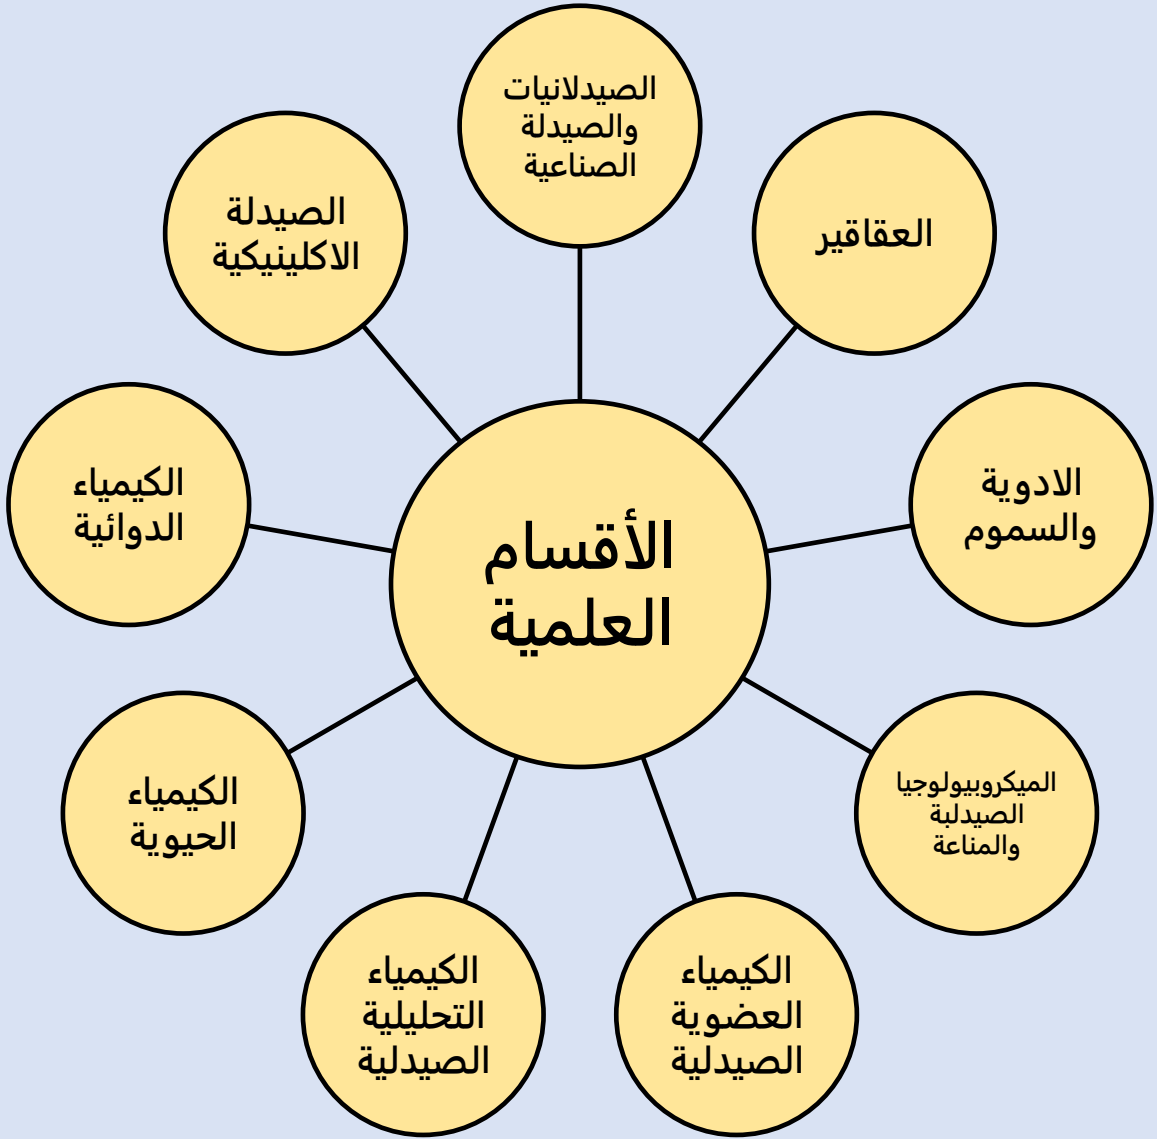 الصيدلانيات
والصيدلة
الصناعية
العقاقير
الصيدلة
الاكلينيكية
الادوية
والسموم
الكيمياء
الدوائية
الأقسام
العلمية
الميكروبيولوجيا
الصيدلبة
والمناعة
الكيمياء
الحيوية
الكيمياء
العضوية
الصيدلية
الكيمياء
التحليلية
الصيدلية